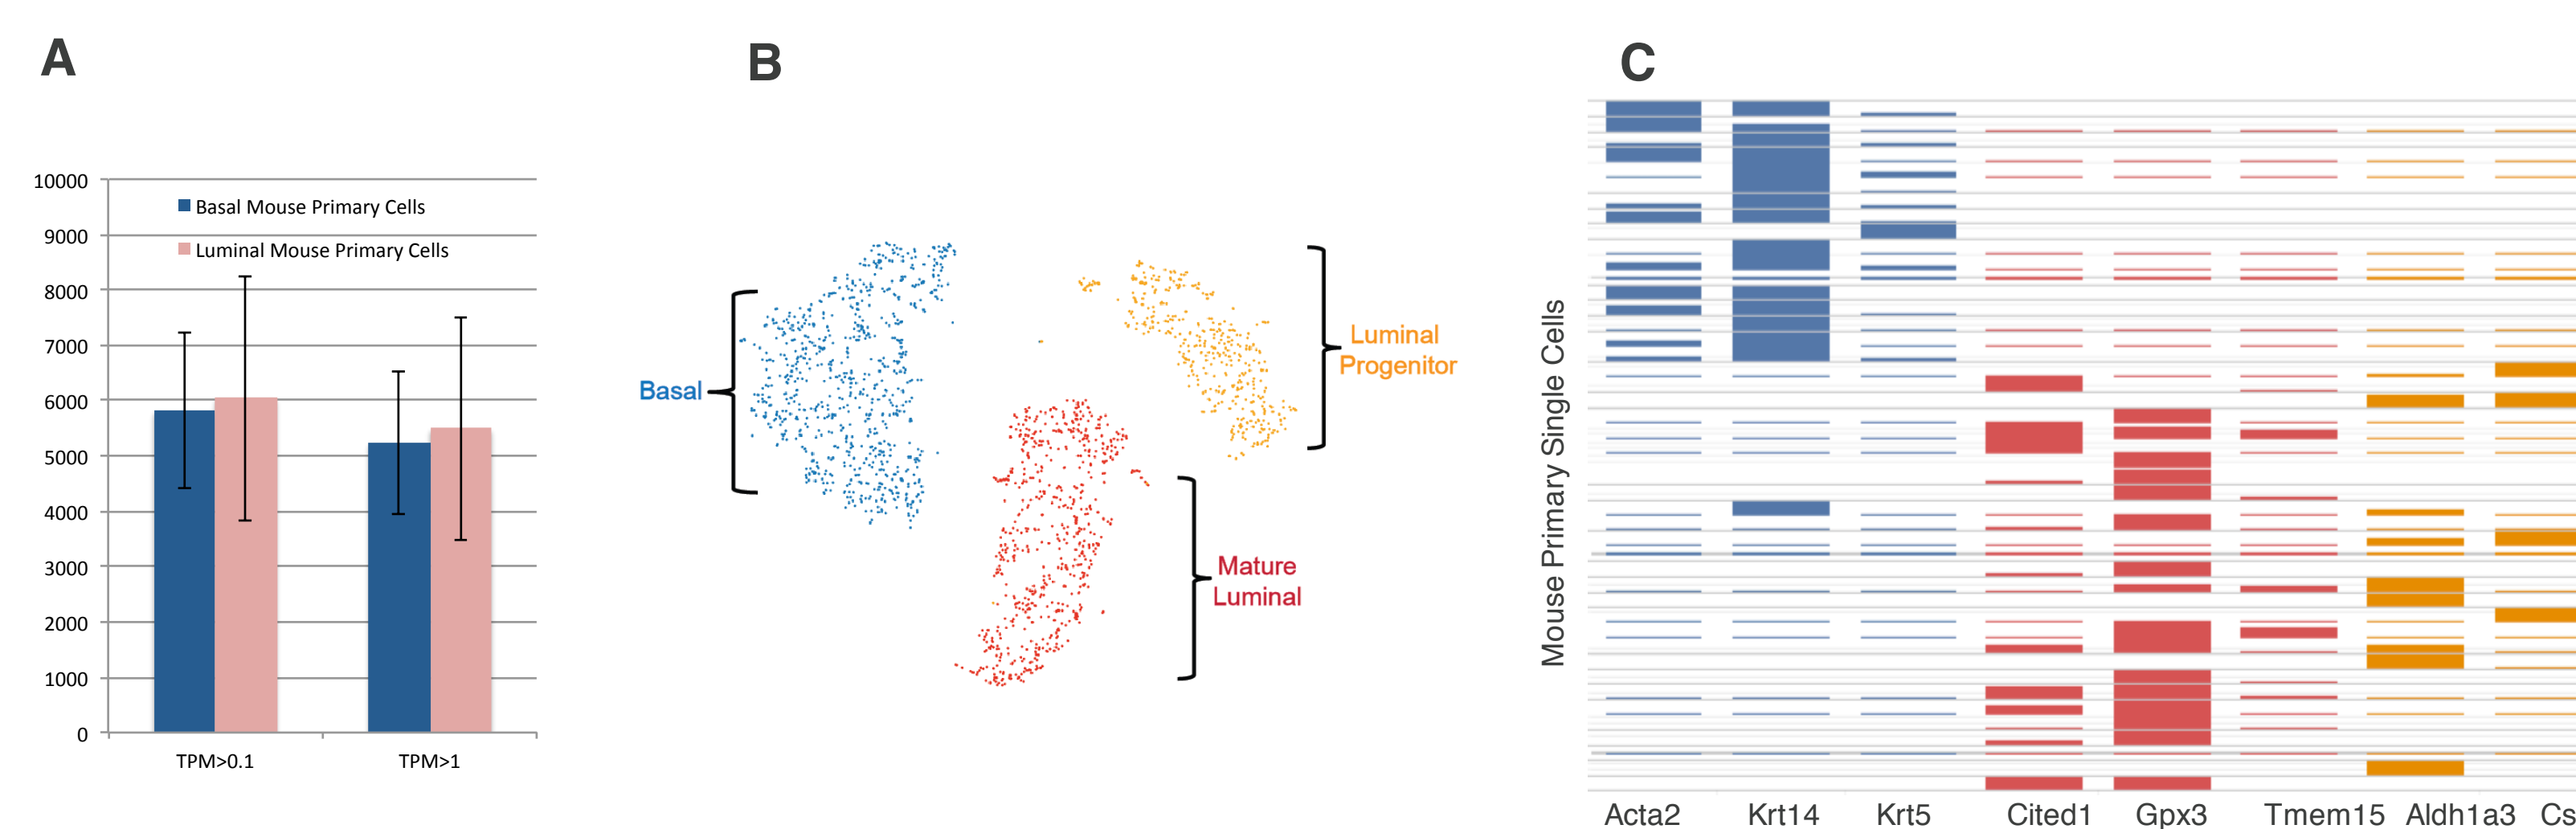 A
B
C
10000
9000
8000
7000
6000
5000
4000
3000
2000
1000
0
Basal Mouse Primary Cells
Luminal Mouse Primary Cells
TPM>0.1
TPM>1
Basal
Luminal
Progenitor
Mature
Luminal
Mouse Primary Single Cells
Acta2
Krt14
Krt5
Cited1
Gpx3
Tmem15
Aldh1a3
Cs